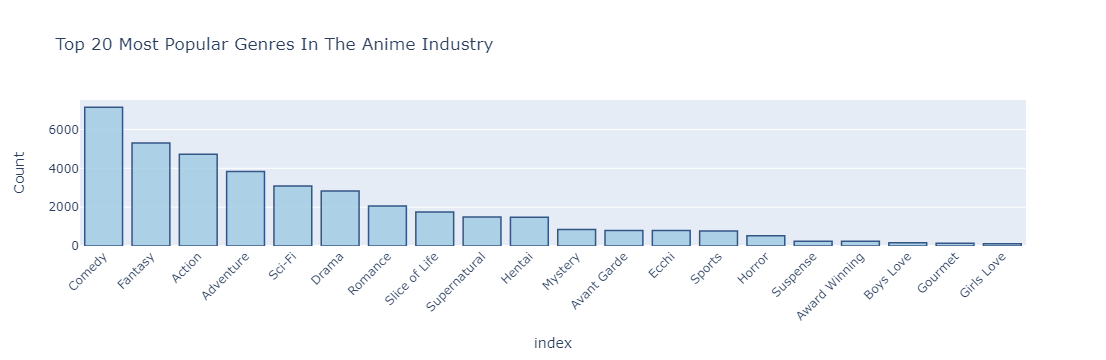 Top 20 Most Popular Genres In The Anime Industry
Count
6000
4000
2000
0
Comedy
Fantasy
Action
Adventure
Sci-Fi
Drama
Romance
Slice of Life
Supernatural
Hentai
Mystery
Avant Garde
Ecchi
Sports
Horror
Suspense
Award Winning
Boys Love
Gourmet
Girls Love
index